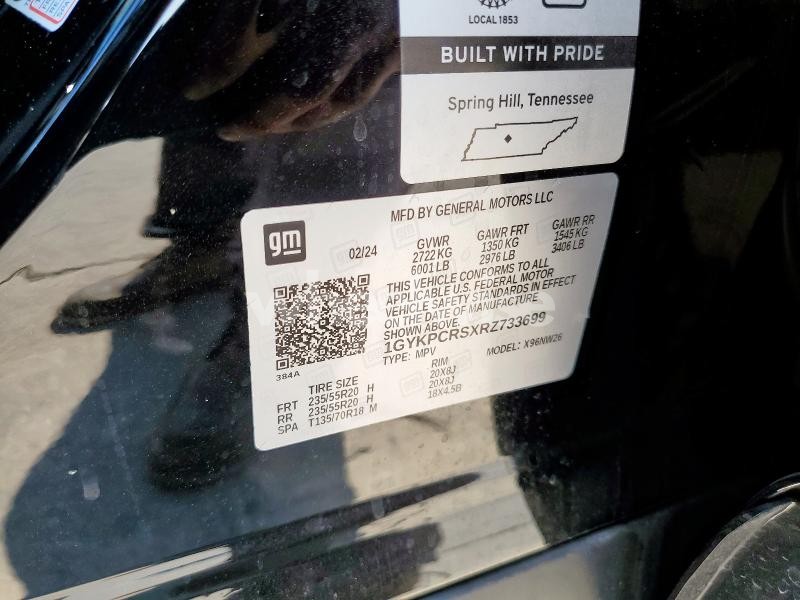 LOCAL 1853
BUILT WITH PRIDE
Spring Hill, Tennessee
MFD BY GENERAL MOTORS LLC
gm
02/24
GVWR
2722 KG
6001 LB
GAWR FRT
1350 KG
2976 LB
GAWR RR
1545 KG
3406 LB
THIS VEHICLE CONFORMS TO ALL
APPLICABLE U.S. FEDERAL MOTOR
VEHICLE SAFETY STANDARDS IN EFFECT
ON THE DATE OF MANUFACTURE
SHOWN ABOVE.
1GYKPCRSXRZ733699
TYPE: MPV
MODEL: X96NW26
384A
TIRE SIZE RIM
FRT 235/55R20 H 20X8J
RR 235/55R20 H 20X8J
SPA T135/70R18 M 18X4.5B